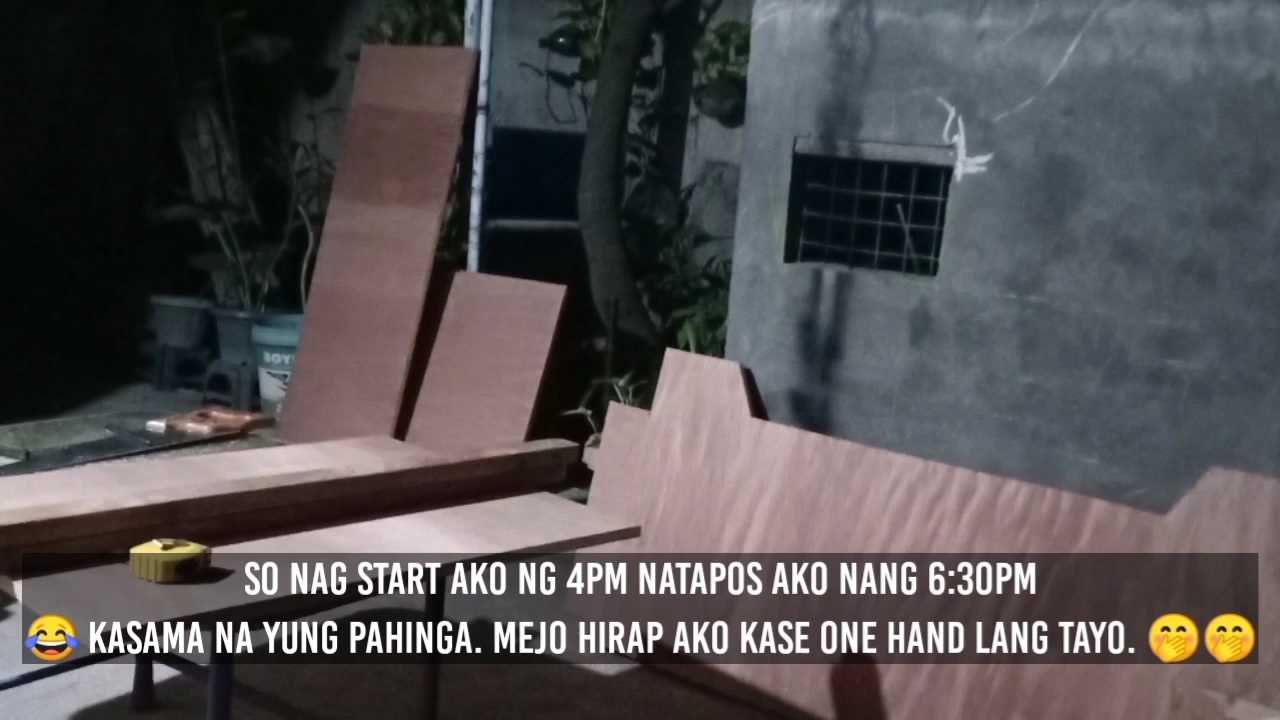 BOY
SO NAG START AKO NG 4PM NATAPOS AKO NANG 6:30PM
😂 KASAMA NA YUNG PAHINGA. MEJO HIRAP AKO KASE ONE HAND LANG TAYO. 🤭🤭